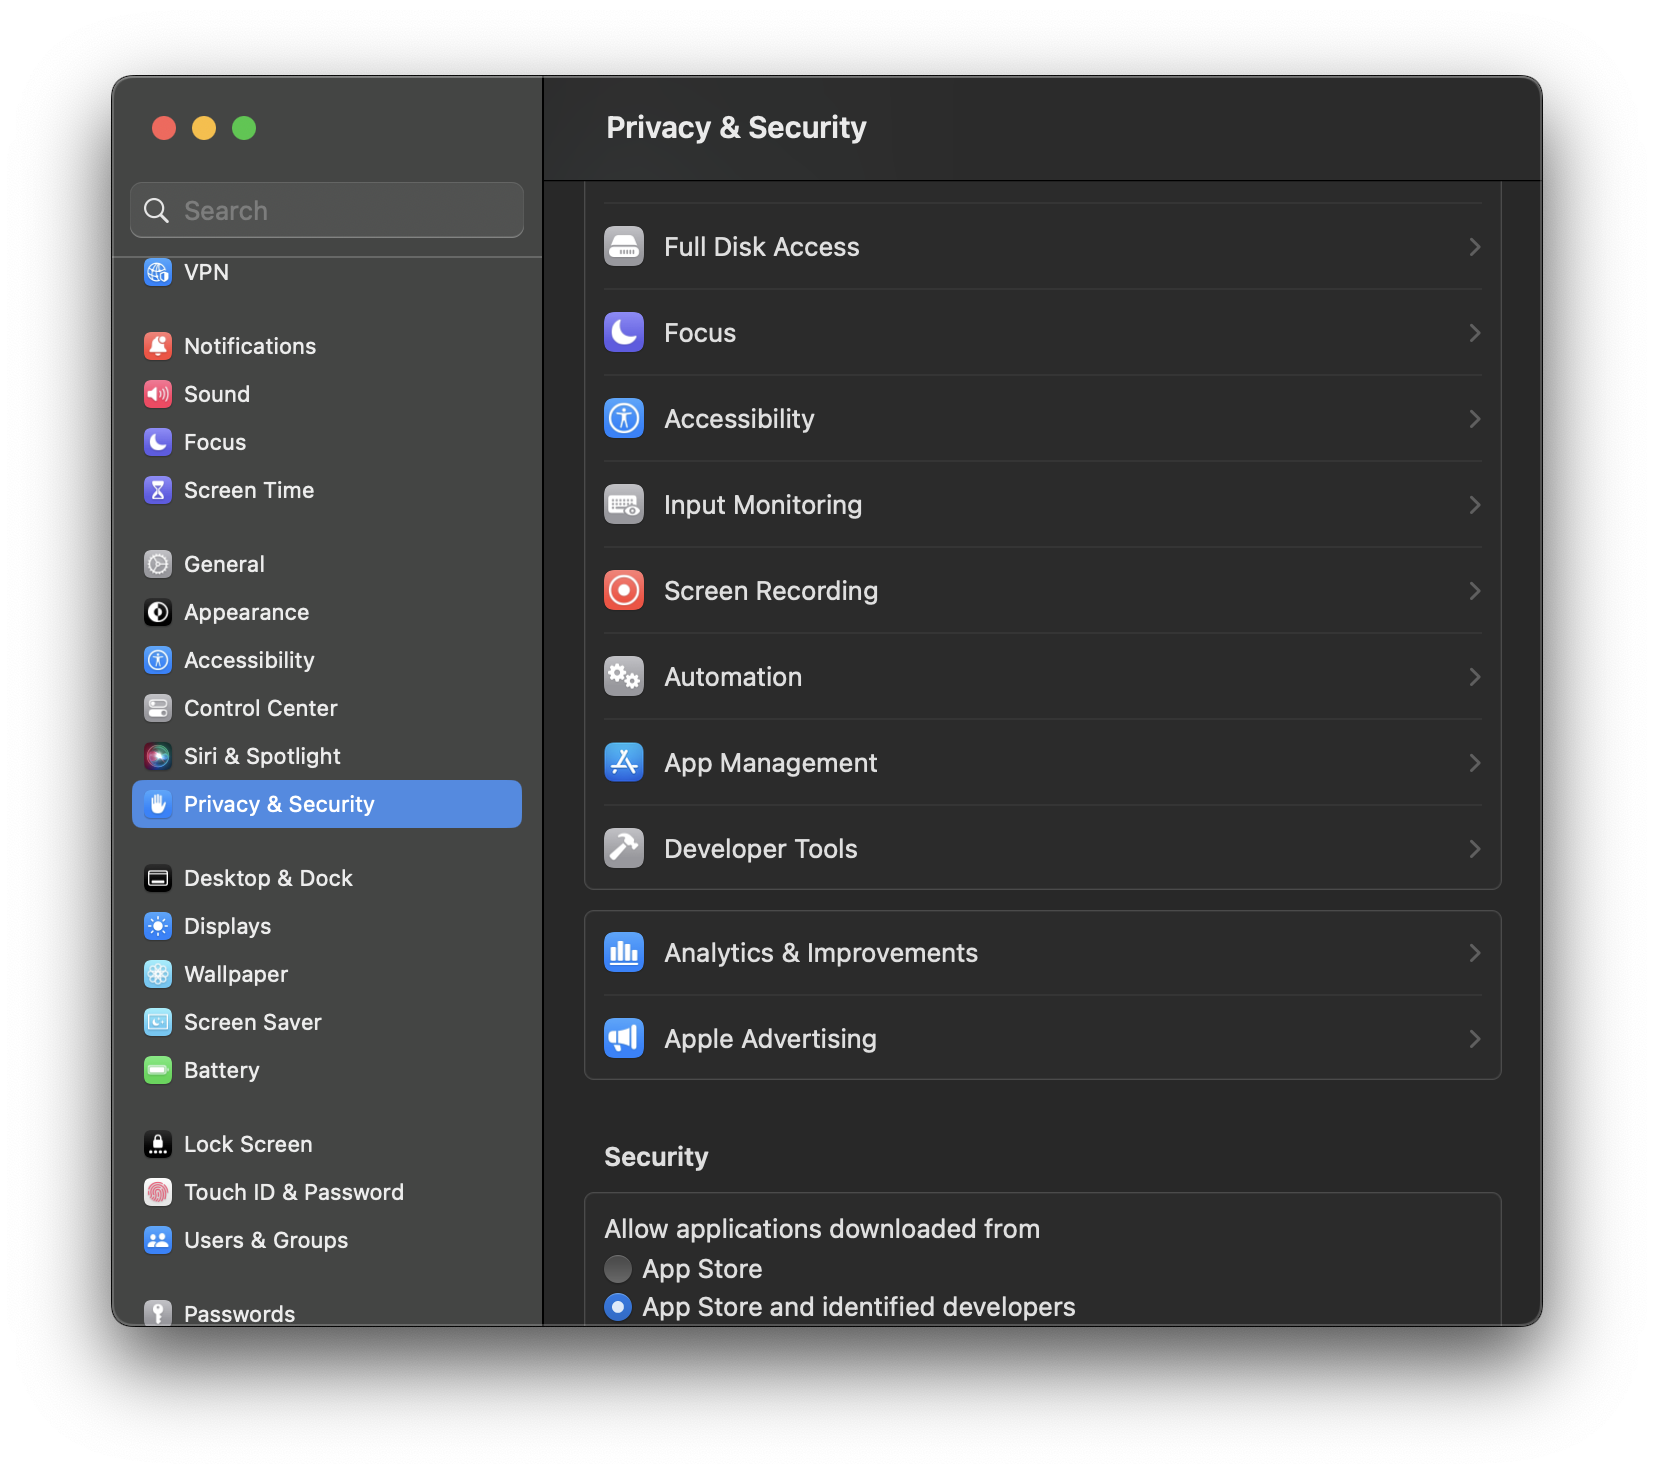 Search
VPN
Notifications
Sound
Focus
Screen Time
General
Appearance
Accessibility
Control Center
Siri & Spotlight
Privacy & Security
Desktop & Dock
Displays
Wallpaper
Screen Saver
Battery
Lock Screen
Touch ID & Password
Users & Groups
Passwords
Privacy & Security
Full Disk Access
Focus
Accessibility
Input Monitoring
Screen Recording
Automation
App Management
Developer Tools
Analytics & Improvements
Apple Advertising
Security
Allow applications downloaded from
App Store
App Store and identified developers